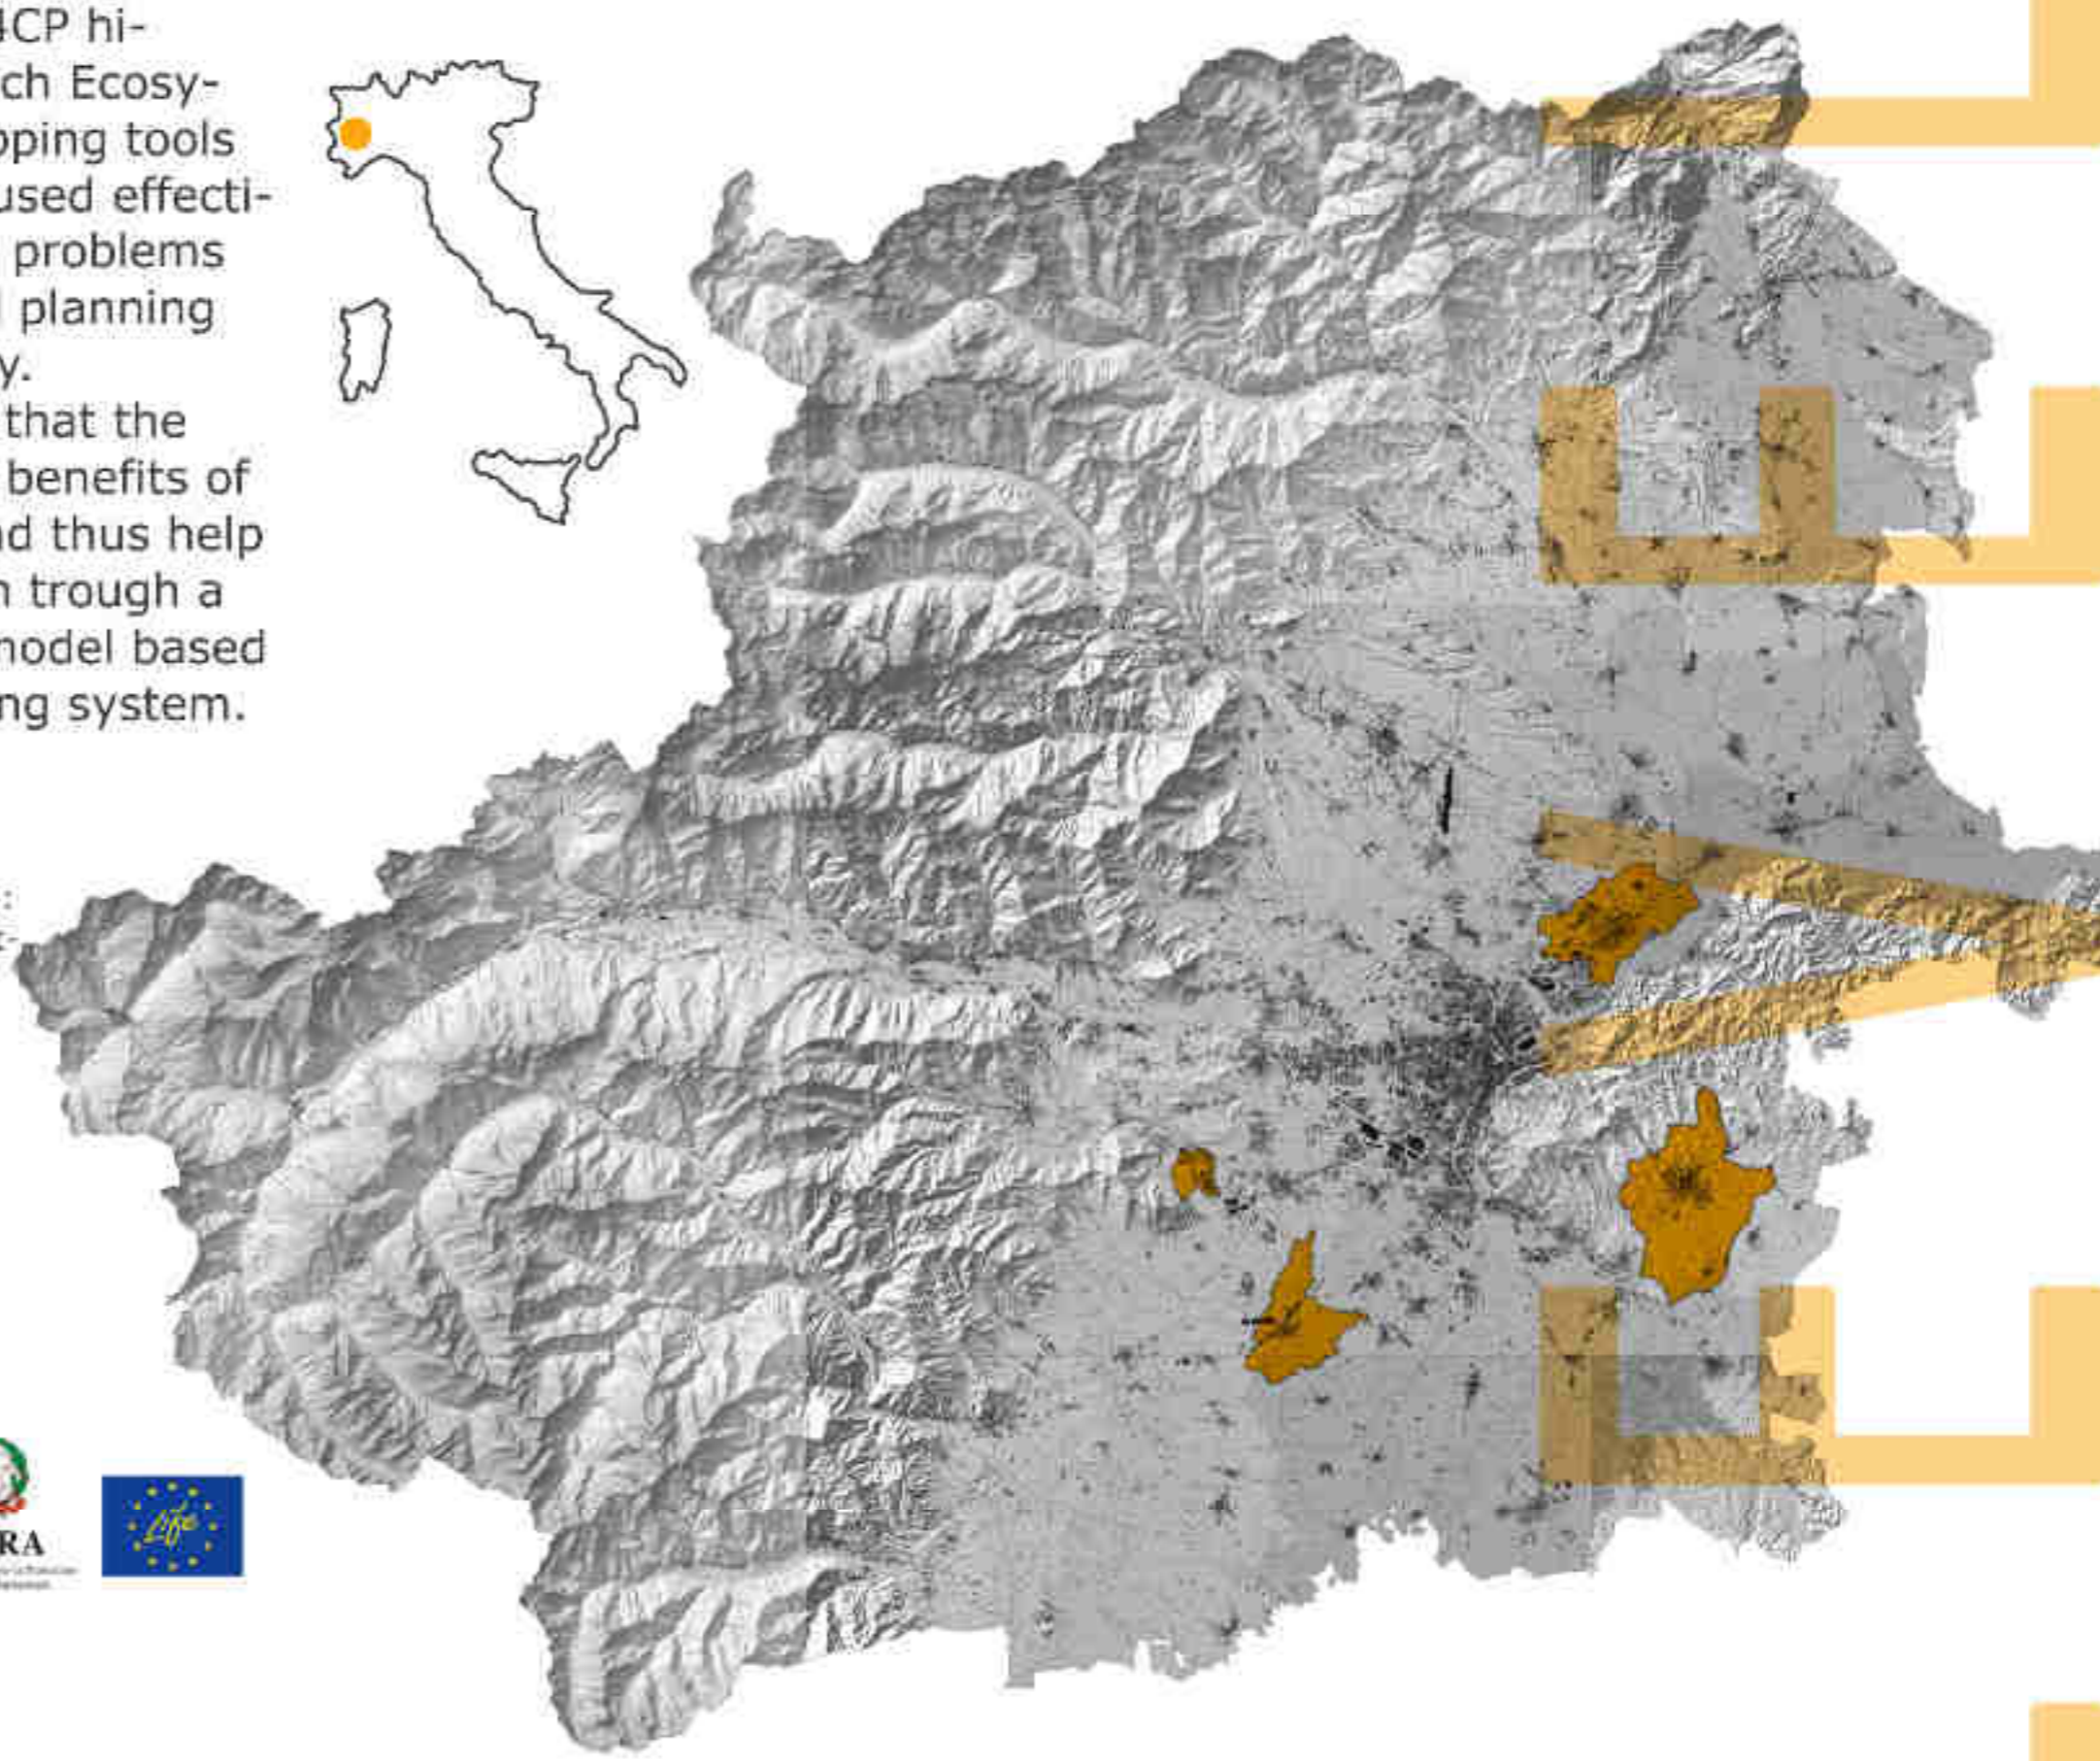 4CP hi-
ch Ecosy-
pping tools
used effecti-
problems
planning
y.
that the
benefits of
nd thus help
n trough a
model based
ng system.
:
RA
Life